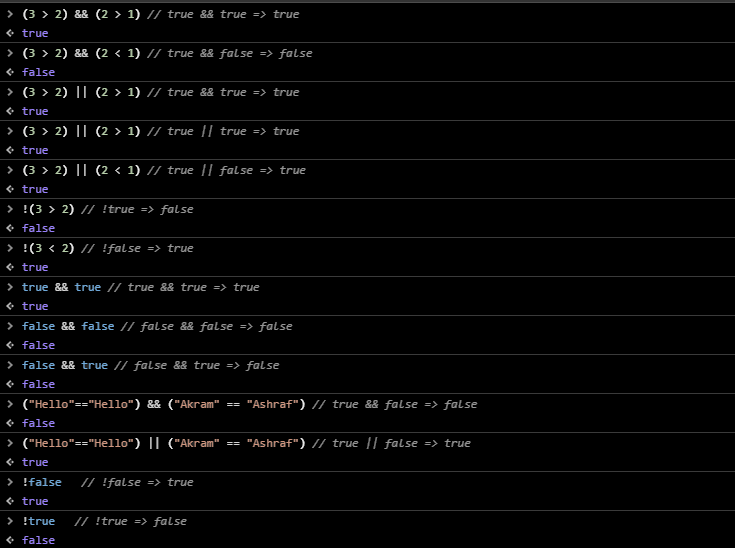 > (3 > 2) && (2 > 1) // true && true => true
true
> (3 > 2) && (2 < 1) // true && false => false
false
> (3 > 2) || (2 > 1) // true && true => true
true
> (3 > 2) || (2 > 1) // true || true => true
true
> (3 > 2) || (2 < 1) // true || false => true
true
> !(3 > 2) // !true => false
false
> !(3 < 2) // !false => true
true
> true && true // true && true => true
true
> false && false // false && false => false
false
> false && true // false && true => false
false
> ("Hello"=="Hello") && ("Akram" == "Ashraf") // true && false => false
false
> ("Hello"=="Hello") || ("Akram" == "Ashraf") // true || false => true
true
> !false   // !false => true
true
> !true   // !true => false
false